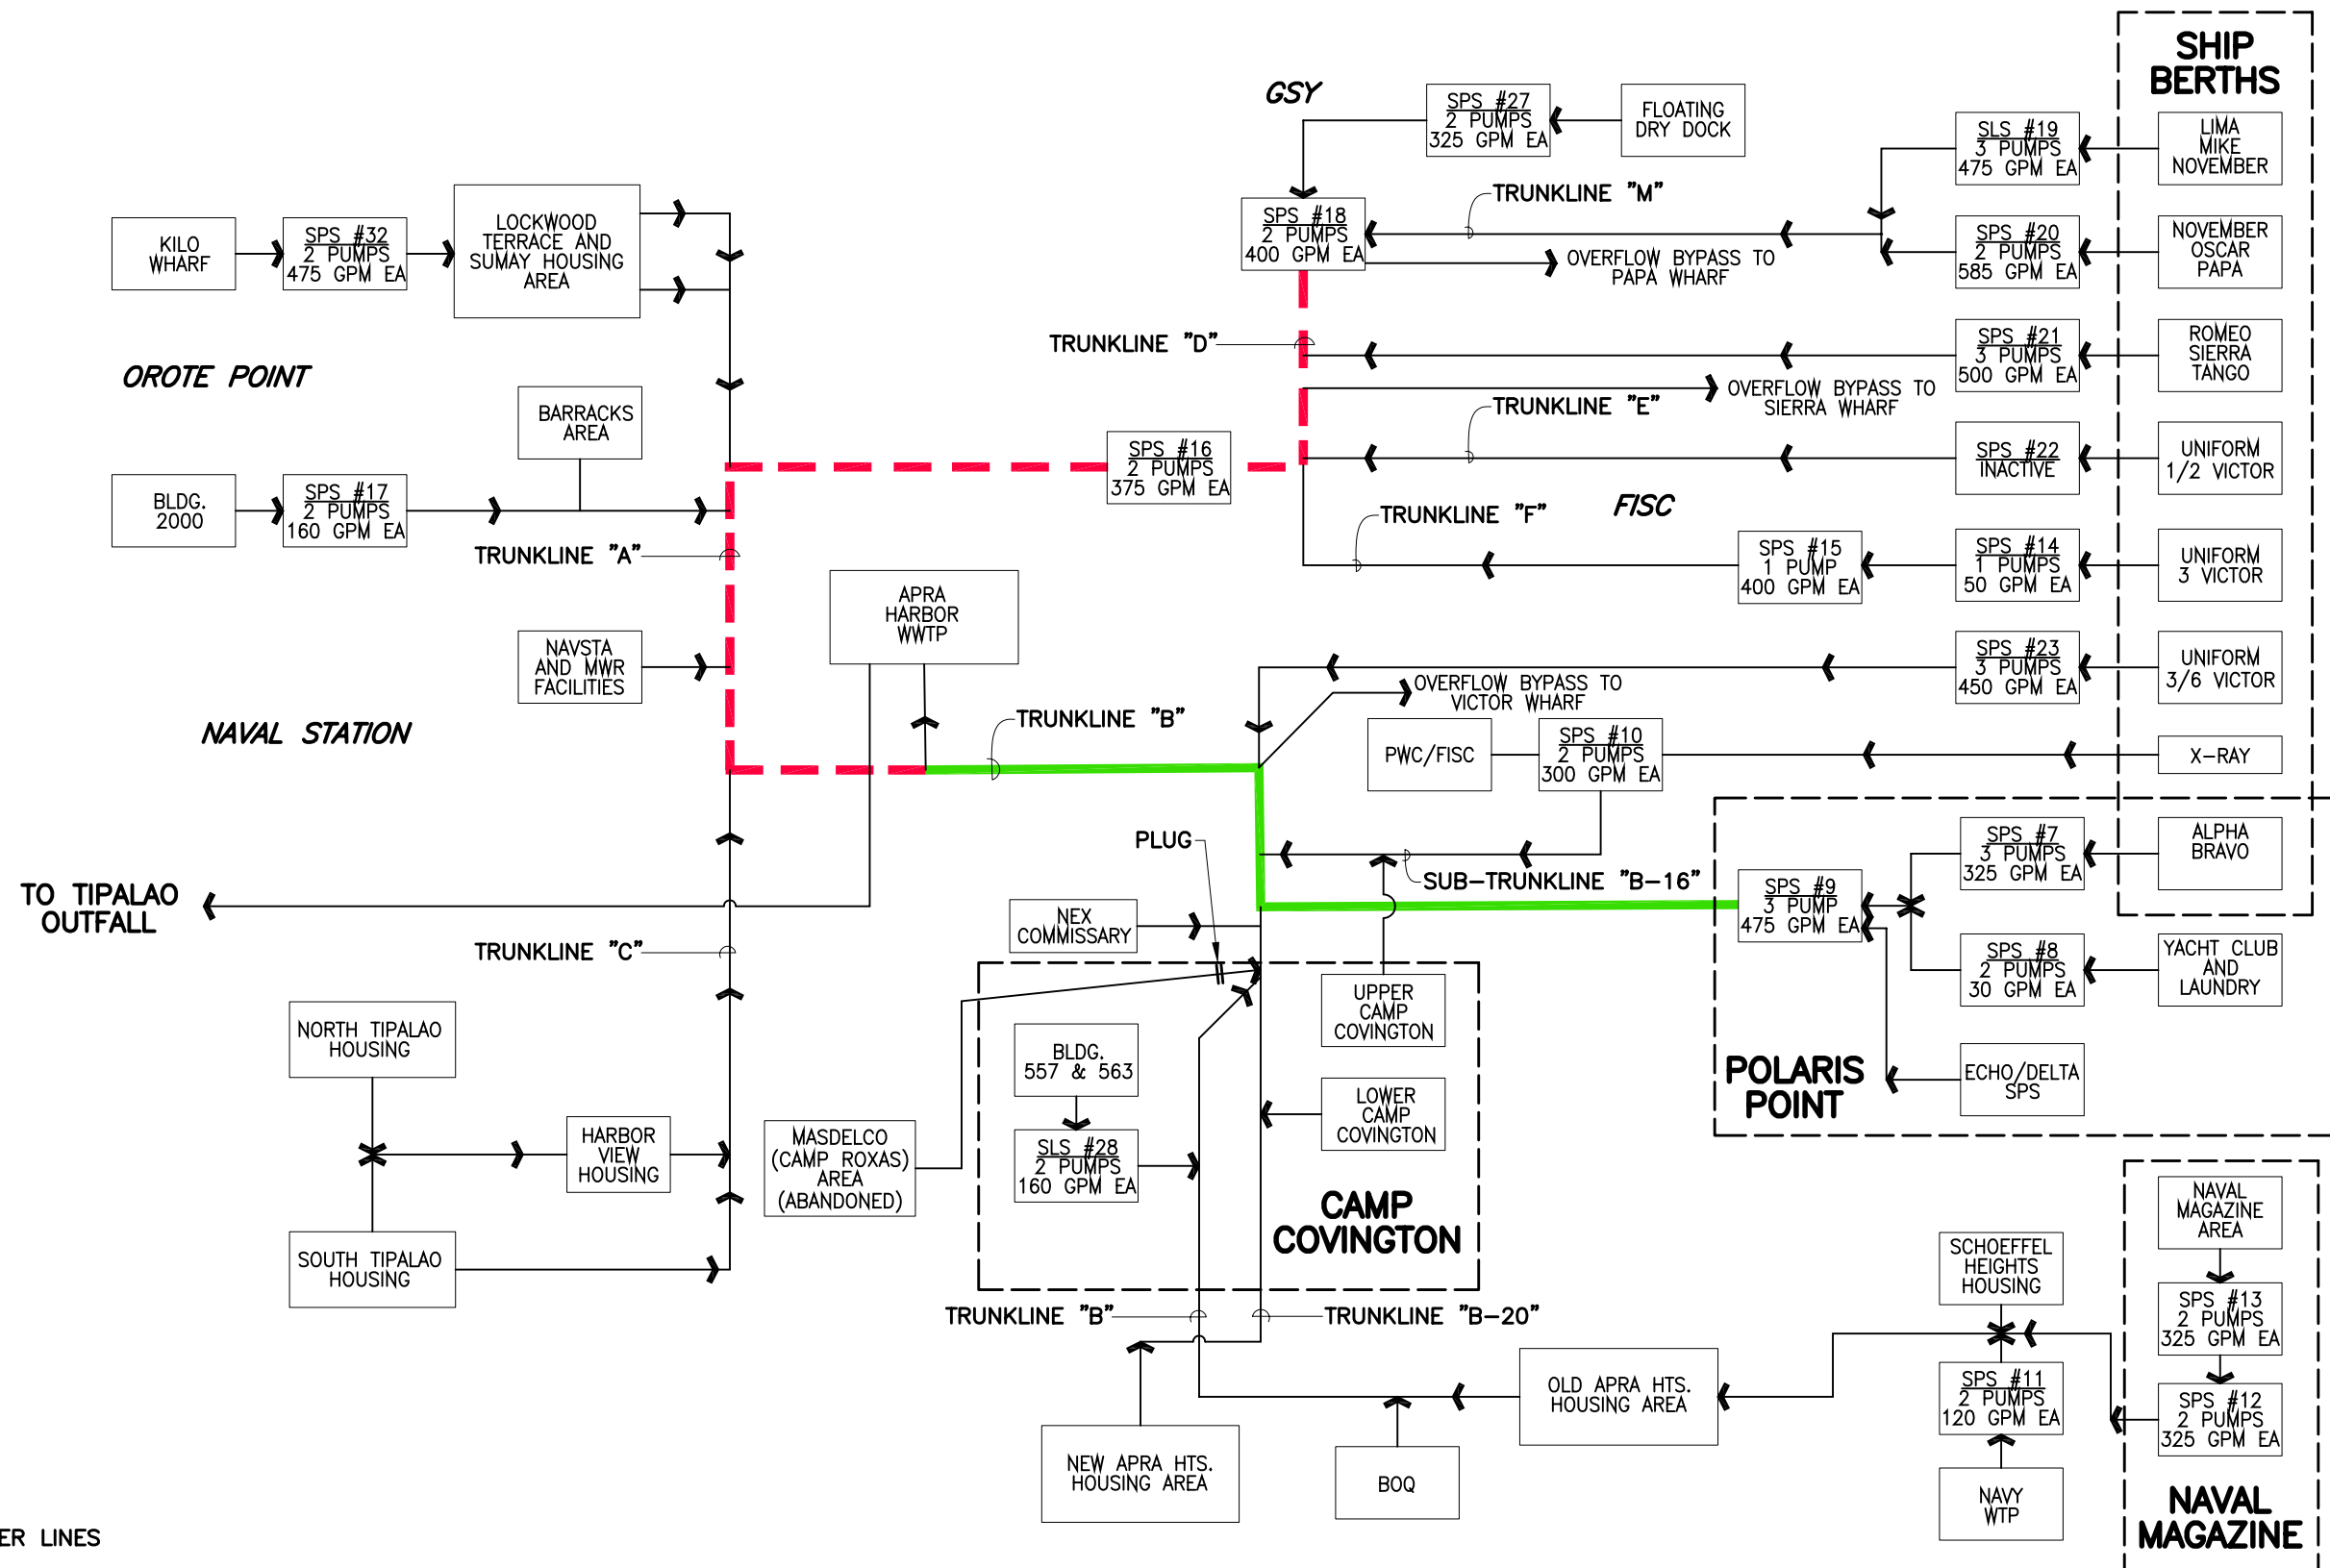 SHIP
BERTHS
GSY
SPS #27
2 PUMPS
325 GPM EA
FLOATING
DRY DOCK
SLS #19
3 PUMPS
475 GPM EA
LIMA
MIKE
NOVEMBER
TRUNKLINE "M"
KILO
WHARF
SPS #32
2 PUMPS
475 GPM EA
LOCKWOOD
TERRACE AND
SUMAY HOUSING
AREA
SPS #18
2 PUMPS
400 GPM EA
OVERFLOW BYPASS TO
PAPA WHARF
SPS #20
2 PUMPS
585 GPM EA
NOVEMBER
OSCAR
PAPA
TRUNKLINE "D"
SPS #21
3 PUMPS
500 GPM EA
ROMEO
SIERRA
TANGO
OROTE POINT
OVERFLOW BYPASS TO
SIERRA WHARF
TRUNKLINE "E"
BARRACKS
AREA
SPS #16
2 PUMPS
375 GPM EA
SPS #22
INACTIVE
UNIFORM
1/2 VICTOR
BLDG.
2000
SPS #17
2 PUMPS
160 GPM EA
FISC
TRUNKLINE "F"
TRUNKLINE "A"
SPS #15
1 PUMP
400 GPM EA
SPS #14
1 PUMPS
50 GPM EA
UNIFORM
3 VICTOR
APRA
HARBOR
WWTP
NAVSTA
AND MWR
FACILITIES
SPS #23
3 PUMPS
450 GPM EA
UNIFORM
3/6 VICTOR
OVERFLOW BYPASS TO
VICTOR WHARF
NAVAL STATION
TRUNKLINE "B"
PWC/FISC
SPS #10
2 PUMPS
300 GPM EA
X-RAY
PLUG
SPS #7
3 PUMPS
325 GPM EA
ALPHA
BRAVO
TO TIPALAO
OUTFALL
SUB-TRUNKLINE "B-16"
SPS #9
3 PUMP
475 GPM EA
NEX
COMMISSARY
TRUNKLINE "C"
SPS #8
2 PUMPS
30 GPM EA
YACHT CLUB
AND
LAUNDRY
UPPER
CAMP
COVINGTON
NORTH TIPALAO
HOUSING
BLDG.
557 & 563
POLARIS
POINT
ECHO/DELTA
SPS
LOWER
CAMP
COVINGTON
HARBOR
VIEW
HOUSING
MASDELCO
(CAMP ROXAS)
AREA
(ABANDONED)
SLS #28
2 PUMPS
160 GPM EA
CAMP
COVINGTON
NAVAL
MAGAZINE
AREA
SOUTH TIPALAO
HOUSING
SCHOEFFEL
HEIGHTS
HOUSING
TRUNKLINE "B"
TRUNKLINE "B-20"
SPS #13
2 PUMPS
325 GPM EA
OLD APRA HTS.
HOUSING AREA
SPS #11
2 PUMPS
120 GPM EA
SPS #12
2 PUMPS
325 GPM EA
NEW APRA HTS.
HOUSING AREA
BOQ
NAVY
WTP
NAVAL
MAGAZINE
ER LINES